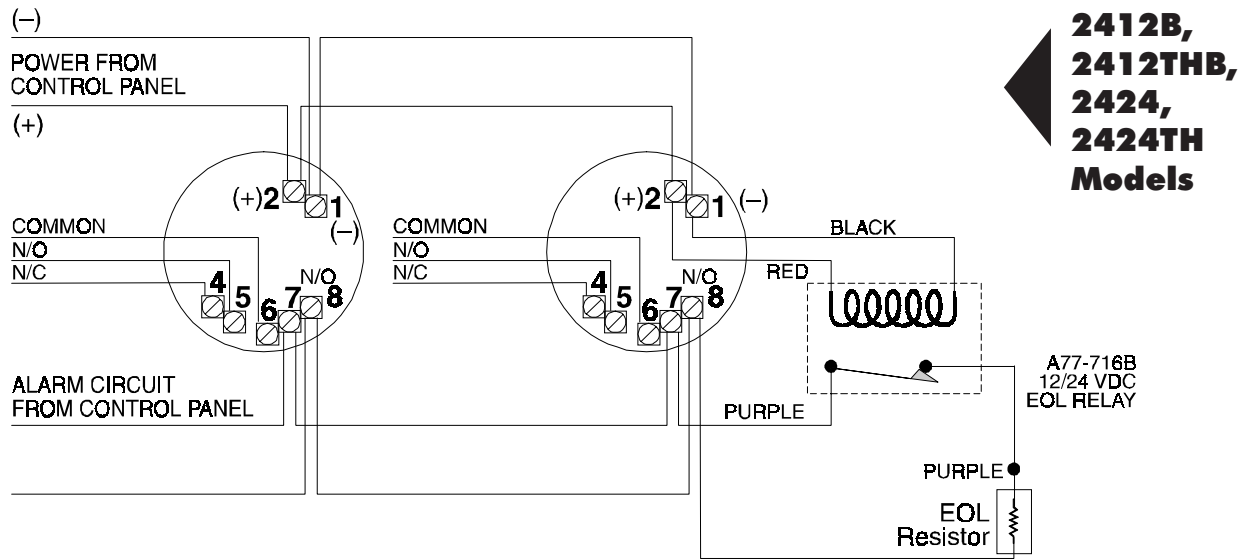 (–)
POWER FROM
CONTROL PANEL
(+)
2412B,
2412THB,
2424,
2424TH
Models
(+)2
1
(–)
(+)2
1 (–)
COMMON
N/O
N/C
4
5
6
7
N/O
8
COMMON
N/O
N/C
4
5
6
7
N/O
8
BLACK
RED
A77-716B
12/24 VDC
EOL RELAY
ALARM CIRCUIT
FROM CONTROL PANEL
PURPLE
PURPLE
EOL
Resistor